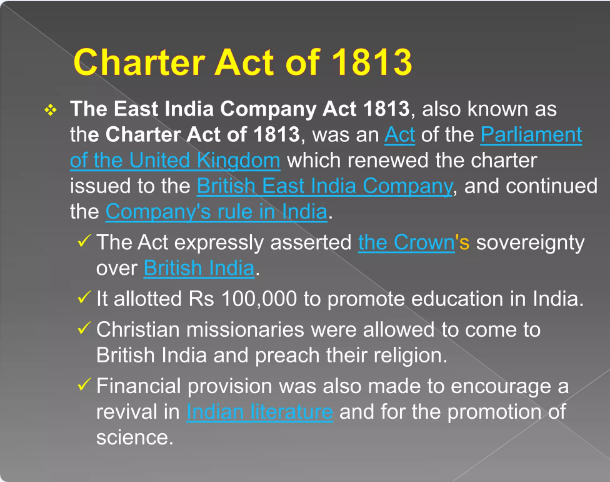 Charter Act of 1813
❖ The East India Company Act 1813, also known as
the Charter Act of 1813, was an Act of the Parliament
of the United Kingdom which renewed the charter
issued to the British East India Company, and continued
the Company's rule in India.
✓ The Act expressly asserted the Crown's sovereignty
over British India.
✓ It allotted Rs 100,000 to promote education in India.
✓ Christian missionaries were allowed to come to
British India and preach their religion.
✓ Financial provision was also made to encourage a
revival in Indian literature and for the promotion of
science.